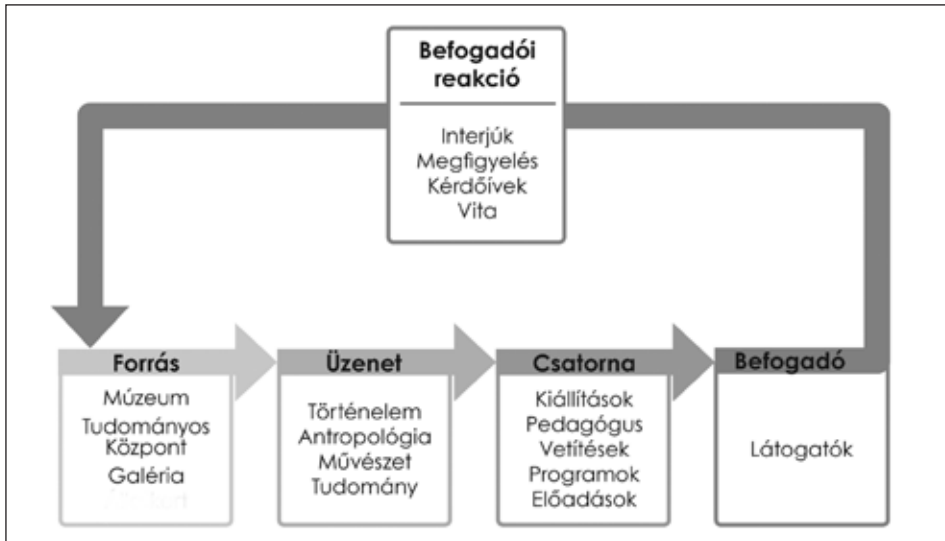 Befogadói
reakció
Interjúk
Megfigyelés
Kérdőívek
Vita
Forrás
Múzeum
Tudományos
Központ
Galéria
Üzenet
Történelem
Antropológia
Művészet
Tudomány
Csatorna
Kiállítások
Pedagógus
Vetítések
Programok
Előadások
Befogadó
Látogatók